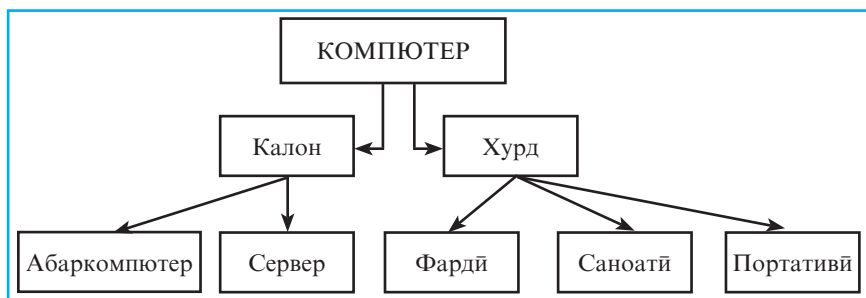 КОМПЮТЕР
Калон Хурд
Абаркомпютер Сервер Фардӣ Саноатӣ Портативӣ